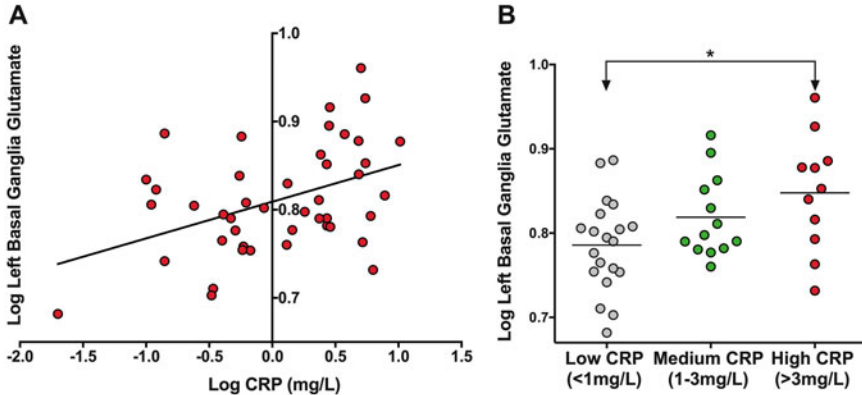 A
Log Left Basal Ganglia Glutamate
1.0
0.9
0.8
0.7
-2.0 -1.5 -1.0 -0.5 0.0 0.5 1.0 1.5
Log CRP (mg/L)
B
Log Left Basal Ganglia Glutamate
1.0
0.9
0.8
0.7
*
Low CRP Medium CRP High CRP
(<1mg/L) (1-3mg/L) (>3mg/L)